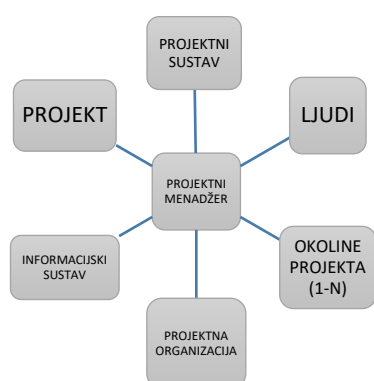 PROJEKTNI
SUSTAV
PROJEKT
LJUDI
PROJEKTNI
MENADŽER
INFORMACIJSKI
SUSTAV
OKOLINE
PROJEKTA
(1-N)
PROJEKTNA
ORGANIZACIJA